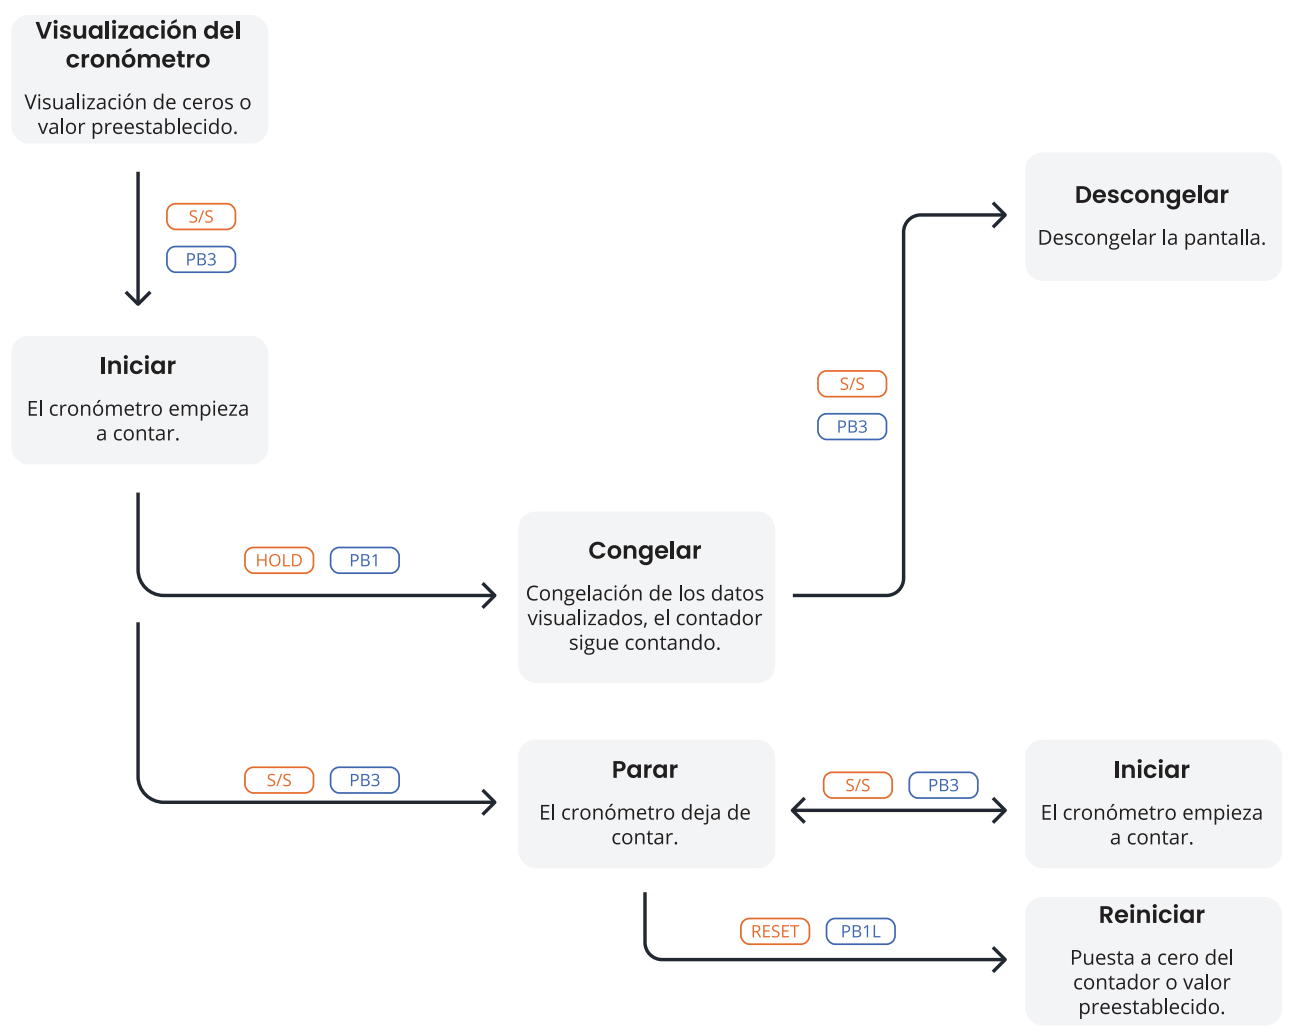 Visualización del
cronómetro
Visualización de ceros o
valor preestablecido.
S/S
PB3
Iniciar
El cronómetro empieza
a contar.
HOLD PB1
Congelar
Congelación de los datos
visualizados, el contador
sigue contando.
S/S
PB3
Descongelar
Descongelar la pantalla.
S/S PB3
Parar
El cronómetro deja de
contar.
S/S PB3
Iniciar
El cronómetro empieza
a contar.
RESET PB1L
Reiniciar
Puesta a cero del
contador o valor
preestablecido.